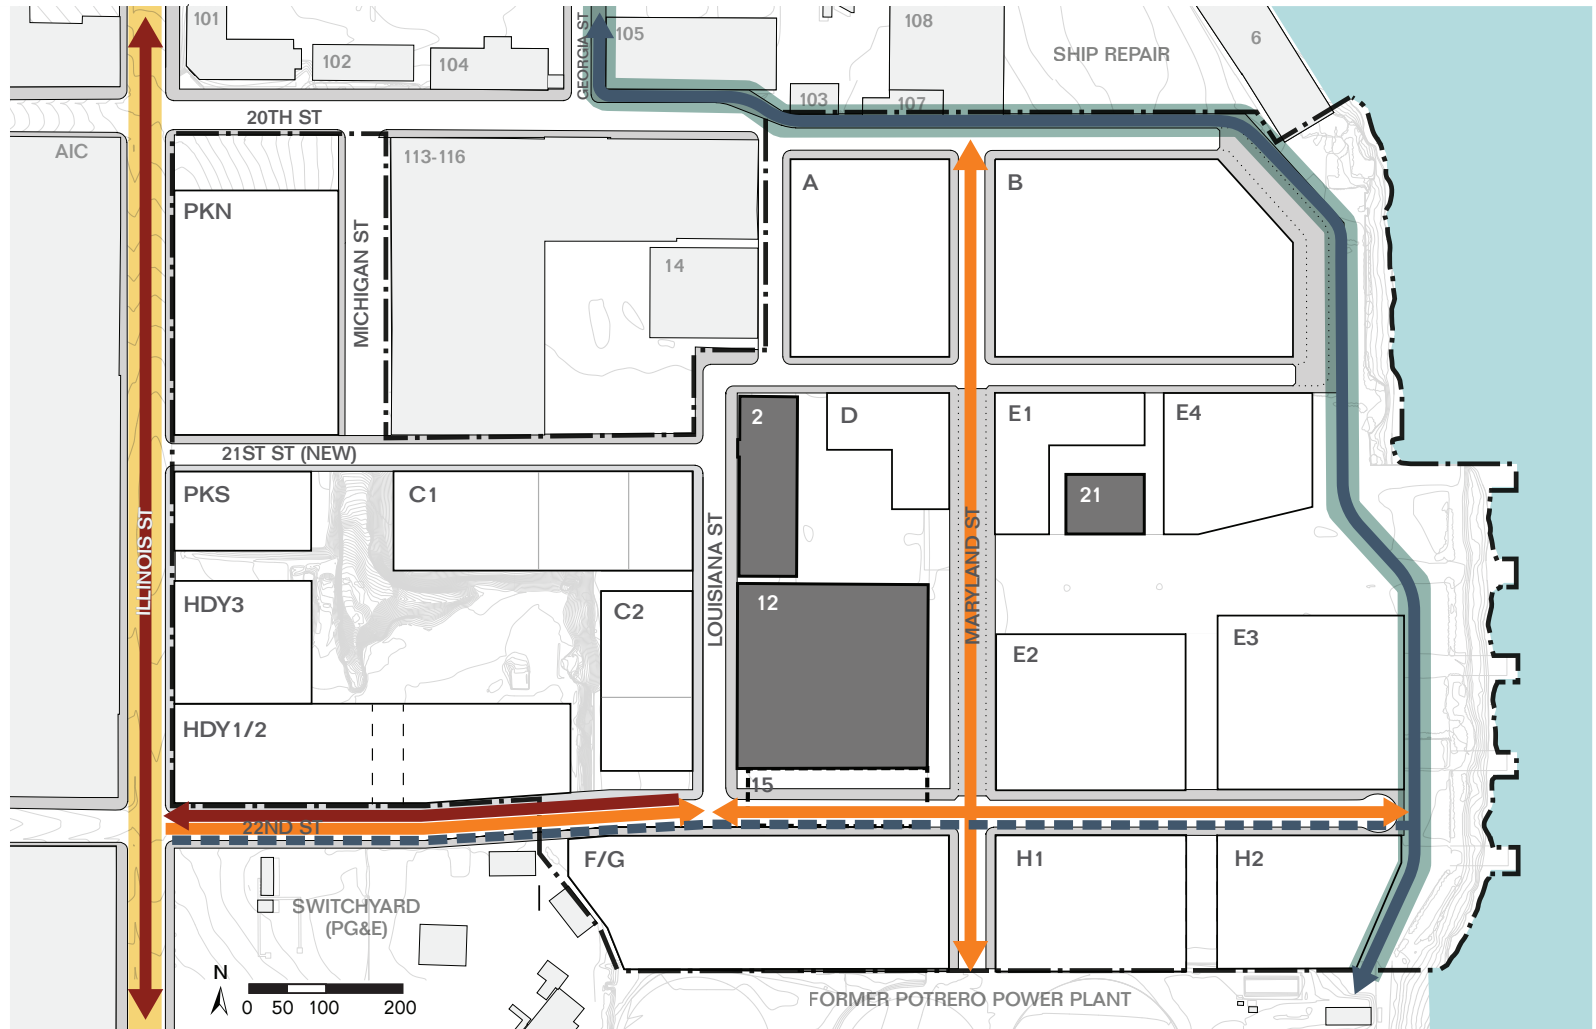 101
102
104
GEORGIA ST
105
103
108
107
SHIP REPAIR
6
20TH ST
AIC
113-116
PKN
MICHIGAN ST
14
A
B
21ST ST (NEW)
2
D
E1
E4
PKS
C1
21
ILLINOIS ST
LOUISIANA ST
MARYLAND ST
HDY3
C2
12
E2
E3
HDY1/2
15
22ND ST
F/G
H1
H2
SWITCHYARD
(PG&E)
N
0 50 100 200
FORMER POTRERO POWER PLANT